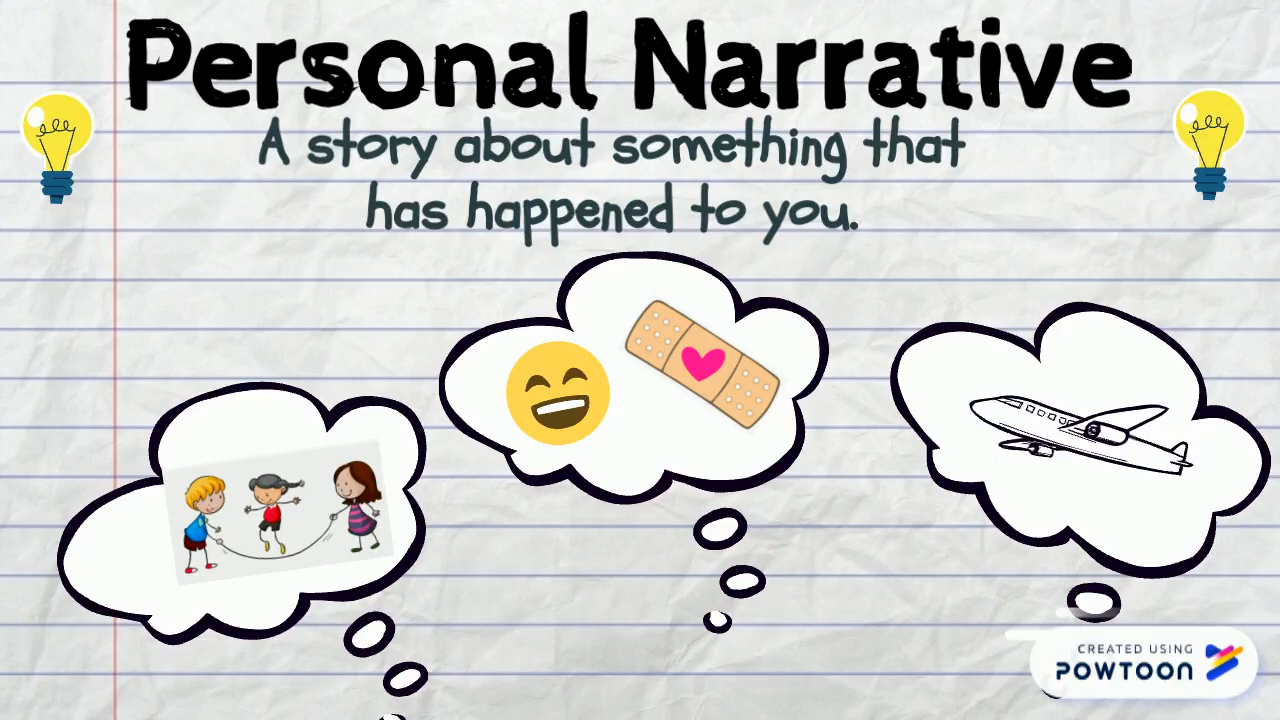 Personal Narrative
A story about something that
has happened to you.
CREATED USING
POWTOON